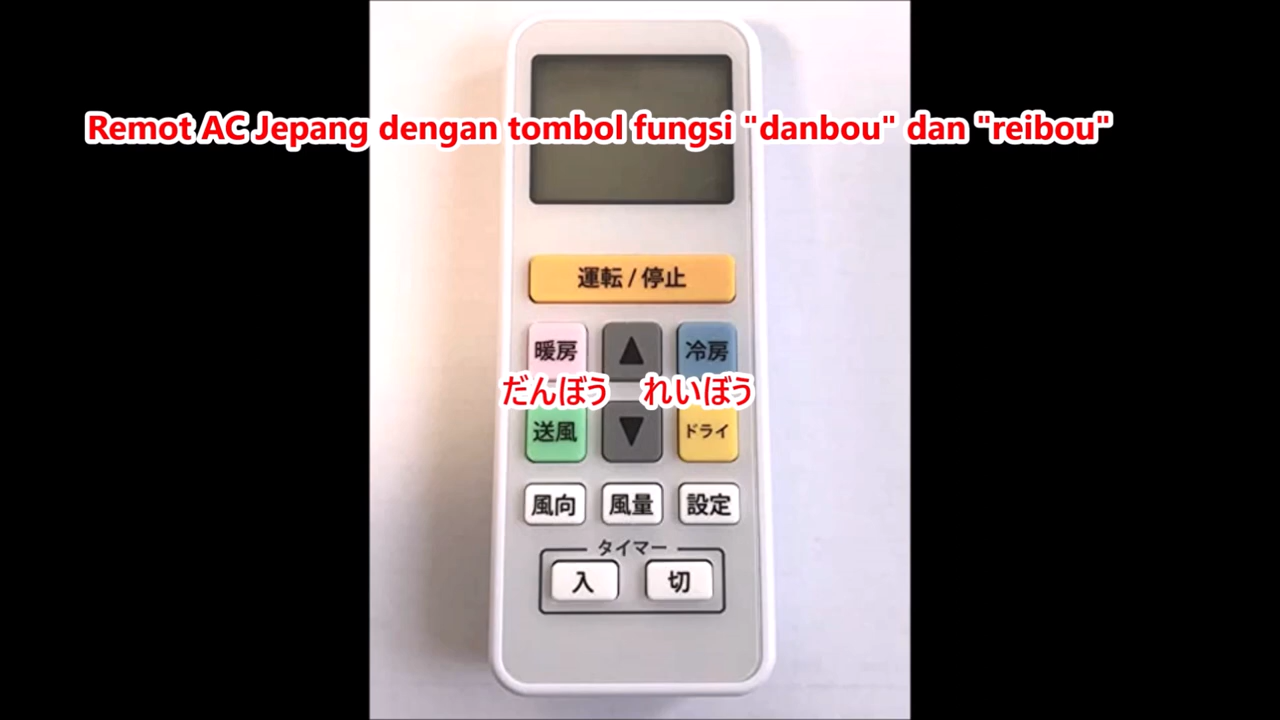 Remot AC Jepang dengan tombol fungsi "danbou" dan "reibou"
運転 / 停止
暖房 ▲ 冷房
だんぼう れいぼう
送風 ▼ ドライ
風向 風量 設定
タイマー
入 切